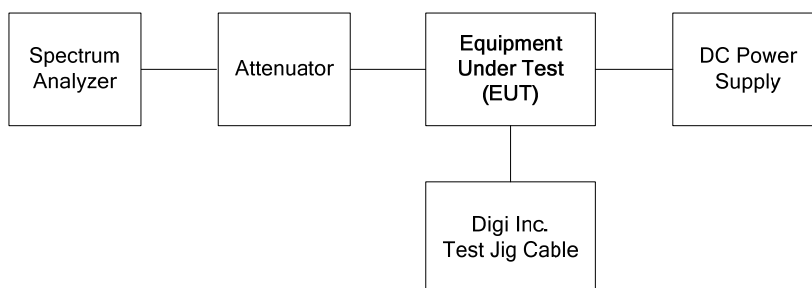 Spectrum
Analyzer
Attenuator
Equipment
Under Test
(EUT)
DC Power
Supply
Digi Inc.
Test Jig Cable